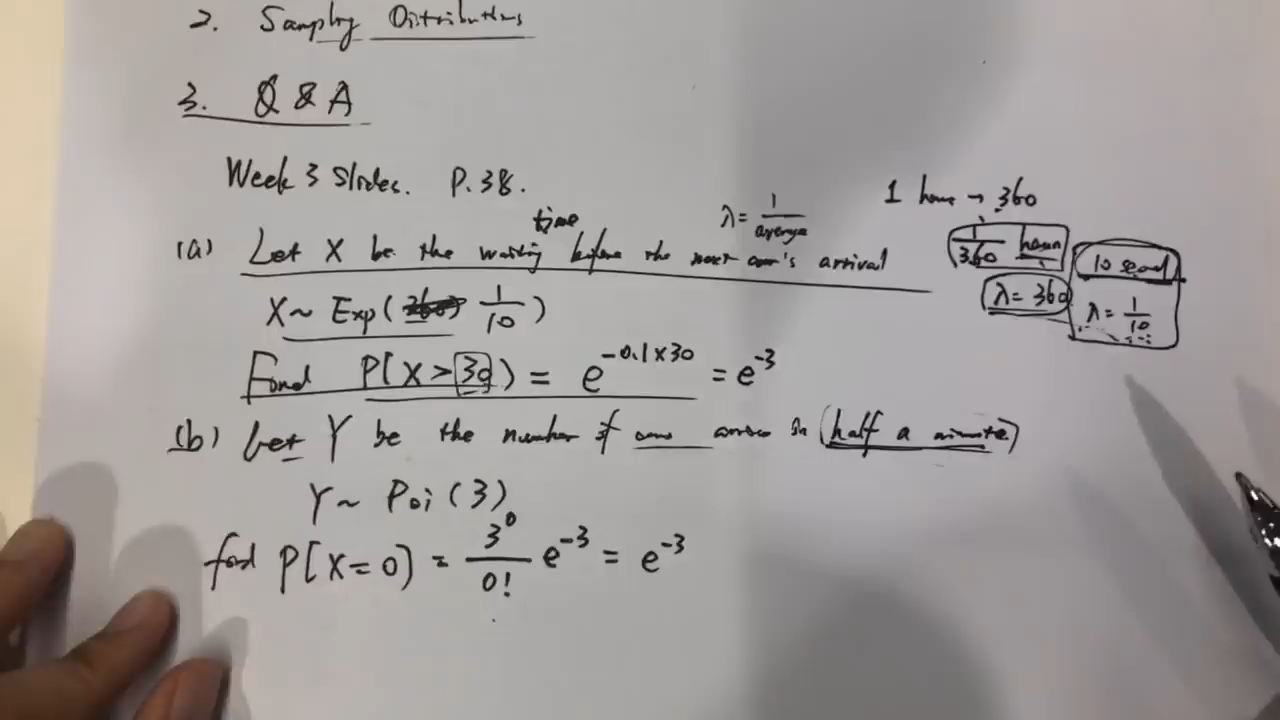 2. Sampling Distributions
3. Q & A
Week 3 Slides. P.38.
1 hour → 360
time
λ = 1/average
(a) Let X be the waiting before the next car's arrival
1/360 hour
10 second
λ = 360
λ = 1/10
X ~ Exp( 1/10 )
Find P(X > 30) = e^{-0.1×30} = e^{-3}
(b) Let Y be the number of cars arrives in (half a minute)
Y ~ Poi(3)
find P(X=0) = 3^0/0! e^{-3} = e^{-3}